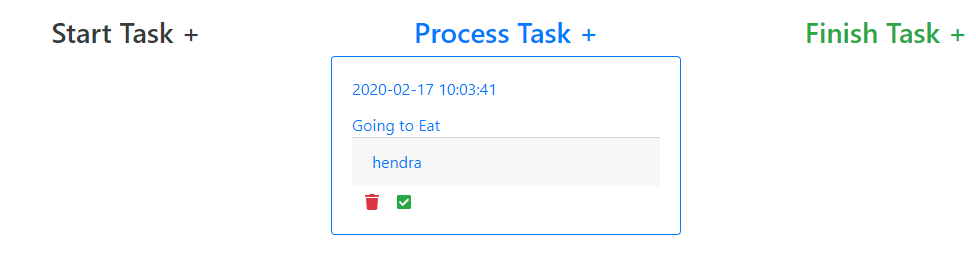 Start Task +
Process Task +
Finish Task +
2020-02-17 10:03:41
Going to Eat
hendra